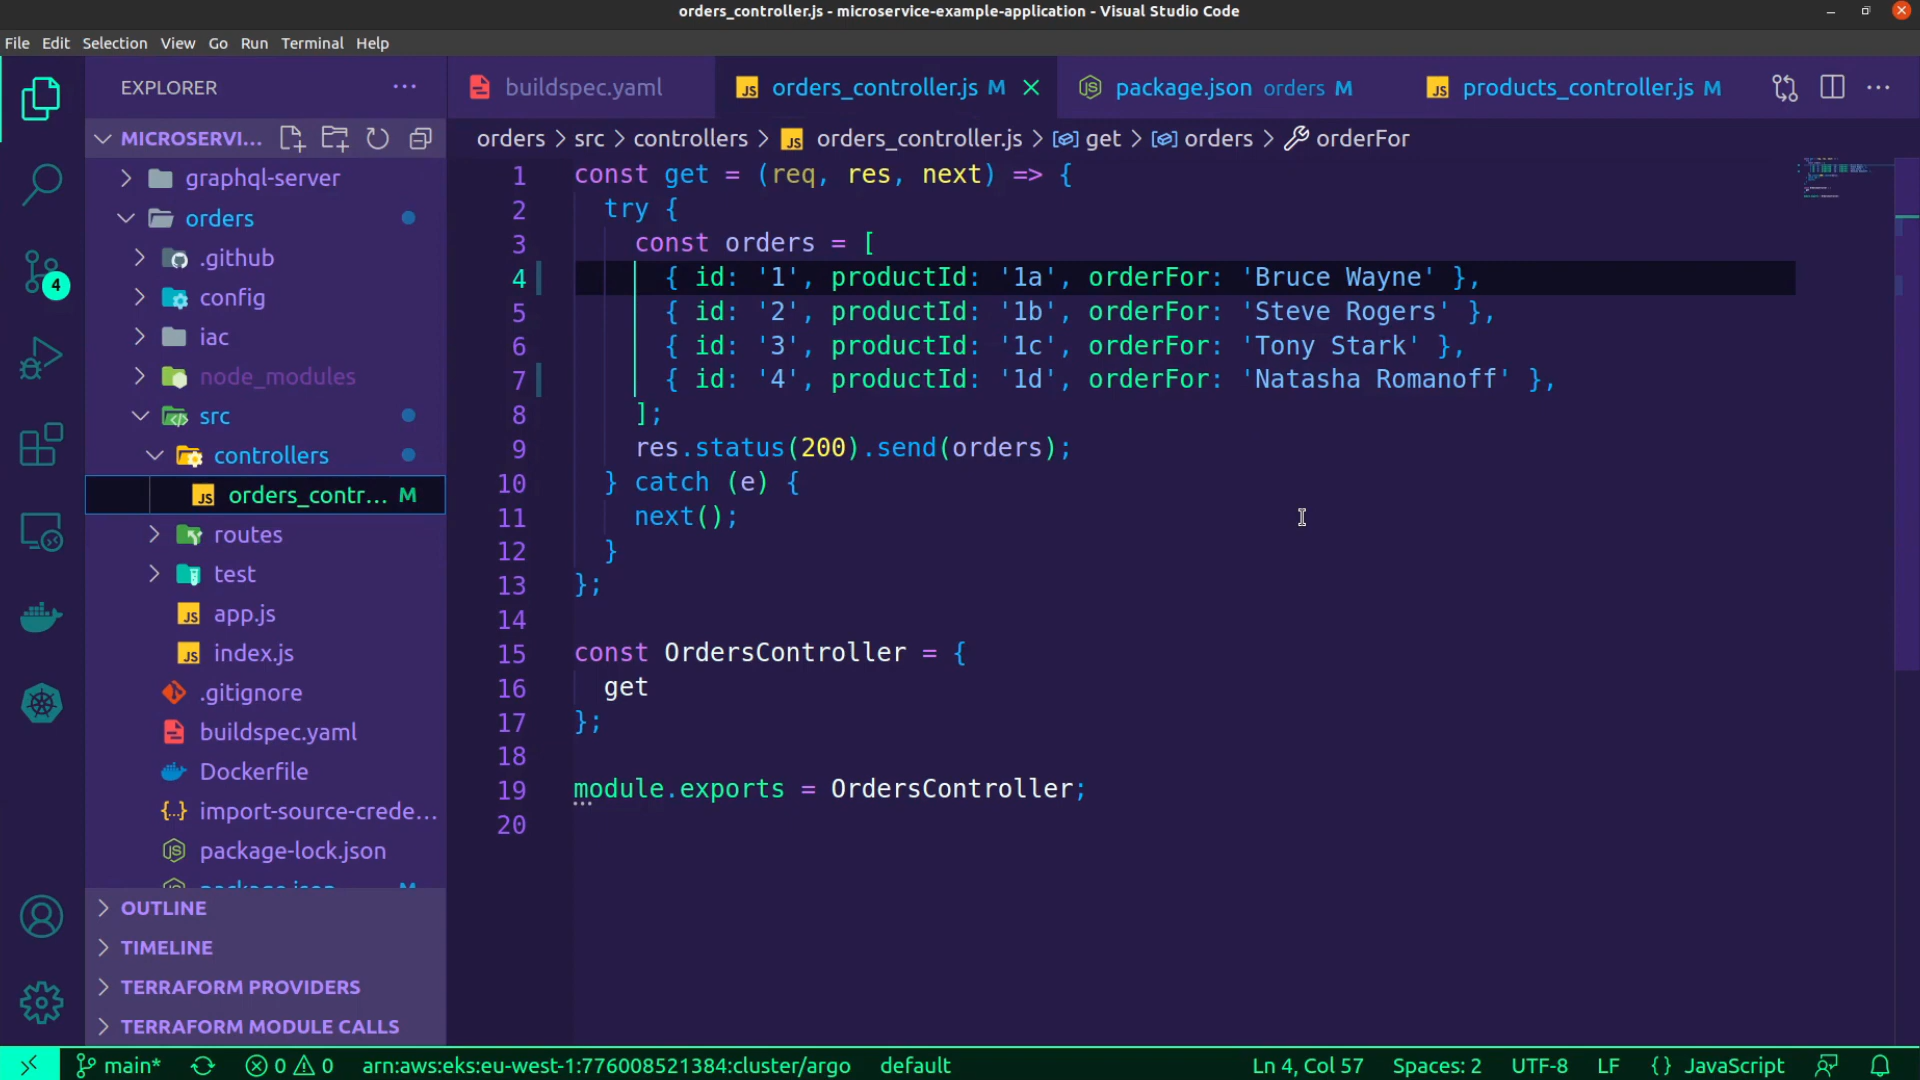 orders_controller.js - microservice-example-application - Visual Studio Code
File Edit Selection View Go Run Terminal Help
EXPLORER
MICROSERVI...
graphql-server
orders
.github
config
iac
node_modules
src
controllers
orders_contr... M
routes
test
app.js
index.js
.gitignore
buildspec.yaml
Dockerfile
import-source-crede...
package-lock.json
package.json M
OUTLINE
TIMELINE
TERRAFORM PROVIDERS
TERRAFORM MODULE CALLS
4
buildspec.yaml
orders_controller.js M
package.json orders M
products_controller.js M
orders > src > controllers > orders_controller.js > get > orders > orderFor
1 const get = (req, res, next) => {
2 try {
3 const orders = [
4 { id: '1', productId: '1a', orderFor: 'Bruce Wayne' },
5 { id: '2', productId: '1b', orderFor: 'Steve Rogers' },
6 { id: '3', productId: '1c', orderFor: 'Tony Stark' },
7 { id: '4', productId: '1d', orderFor: 'Natasha Romanoff' },
8 ];
9 res.status(200).send(orders);
10 } catch (e) {
11 next();
12 }
13 };
14
15 const OrdersController = {
16 get
17 };
18
19 module.exports = OrdersController;
20
main* 0 0 arn:aws:eks:eu-west-1:776008521384:cluster/argo default Ln 4, Col 57 Spaces: 2 UTF-8 LF {} JavaScript